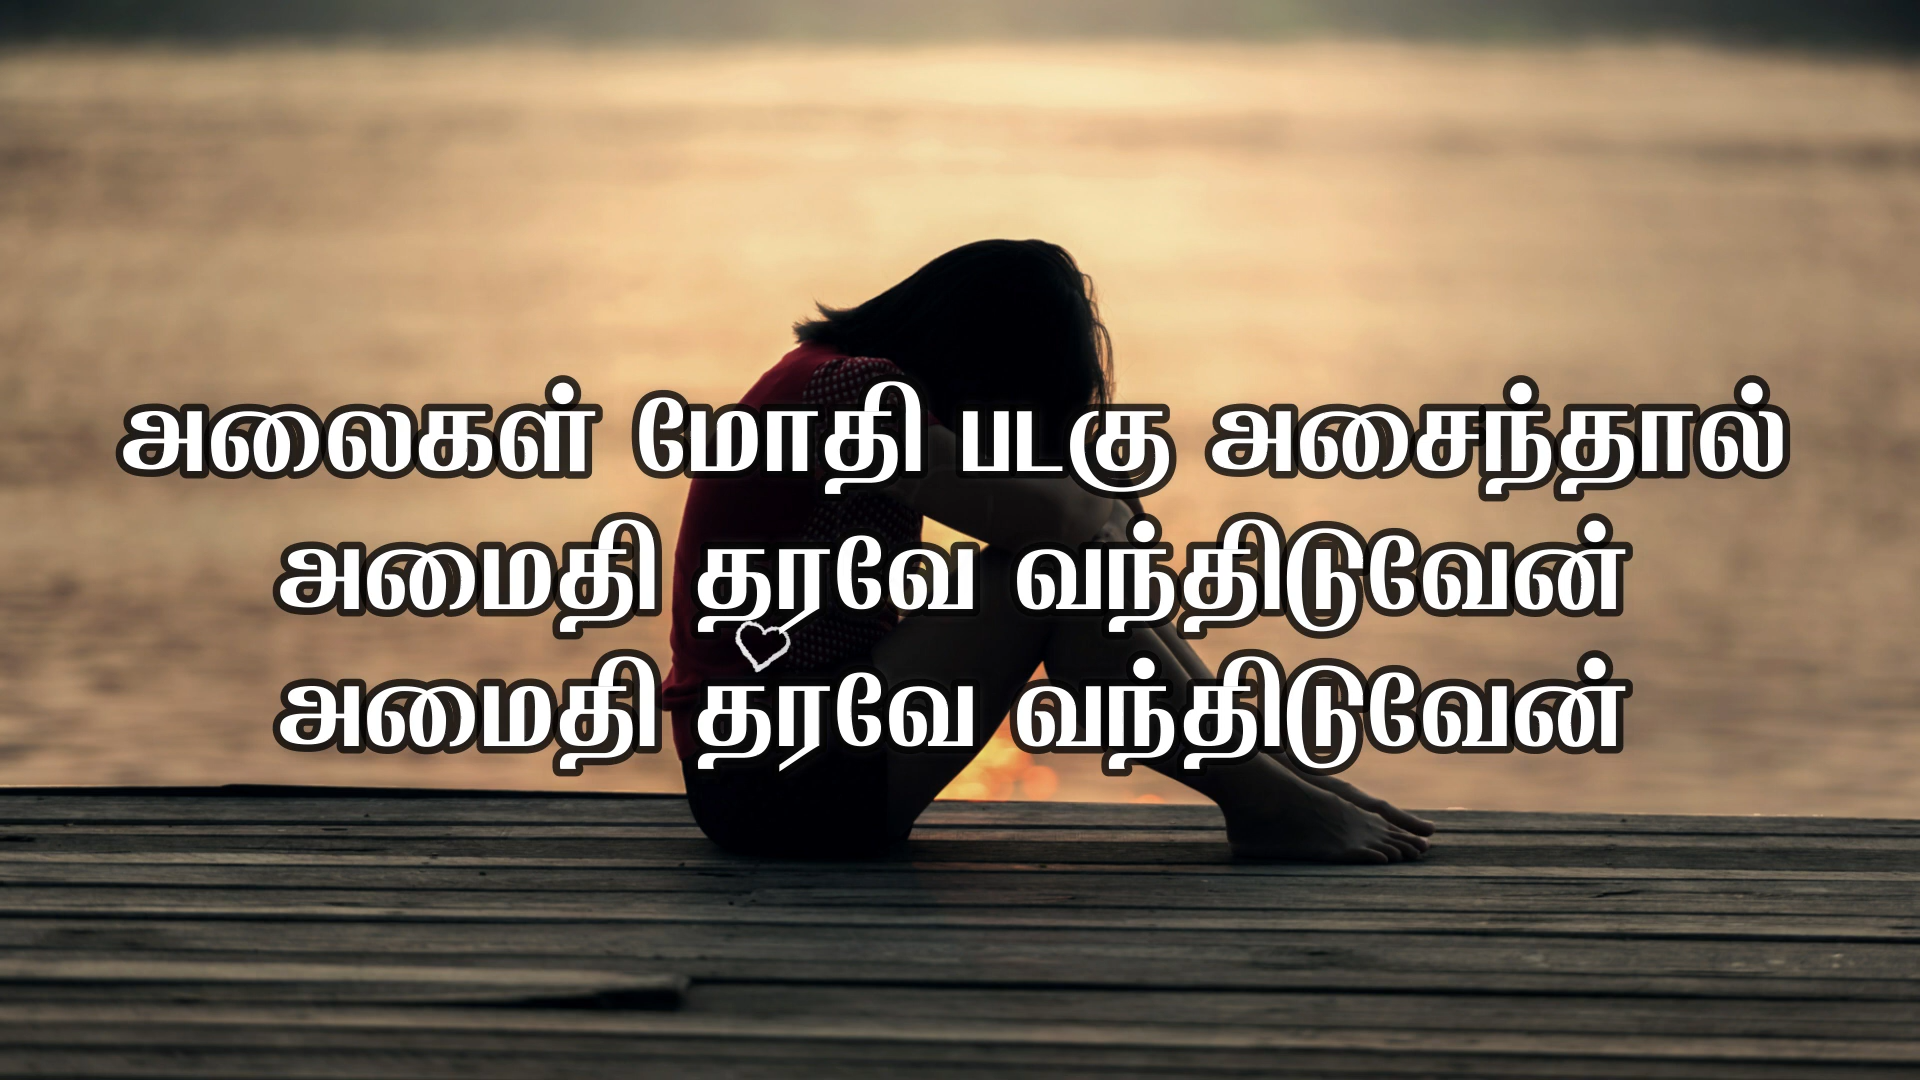 அலைகள் மோதி படகு அசைந்தால்
அமைதி தரவே வந்திடுவேன்
அமைதி தரவே வந்திடுவேன்